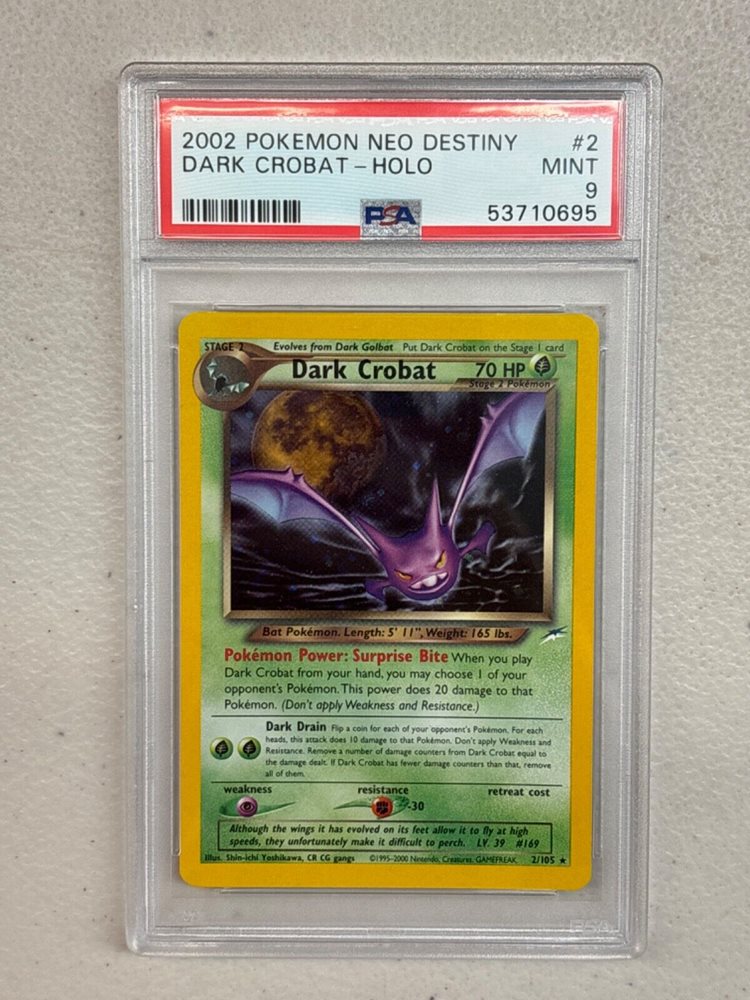 2002 POKEMON NEO DESTINY #2
DARK CROBAT - HOLO MINT
9
PSA 53710695
STAGE 2 Evolves from Dark Golbat Put Dark Crobat on the Stage 1 card
Dark Crobat 70 HP
Stage 2 Pokémon
Bat Pokémon. Length: 5' 11", Weight: 165 lbs.
Pokémon Power: Surprise Bite When you play
Dark Crobat from your hand, you may choose 1 of your
opponent's Pokémon. This power does 20 damage to that
Pokémon. (Don't apply Weakness and Resistance.)
Dark Drain Flip a coin for each of your opponent's Pokémon. For each
heads, this attack does 10 damage to that Pokémon. Don't apply Weakness and
Resistance. Remove a number of damage counters from Dark Crobat equal to
the damage dealt. If Dark Crobat has fewer damage counters than that, remove
all of them.
weakness resistance retreat cost
-30
Although the wings it has evolved on its feet allow it to fly at high
speeds, they unfortunately make it difficult to perch. LV. 39 #169
Illus. Shin-ichi Yoshikawa, CR CG gangs ©1995-2000 Nintendo, Creatures, GAMEFREAK. 2/105 ★
PSA